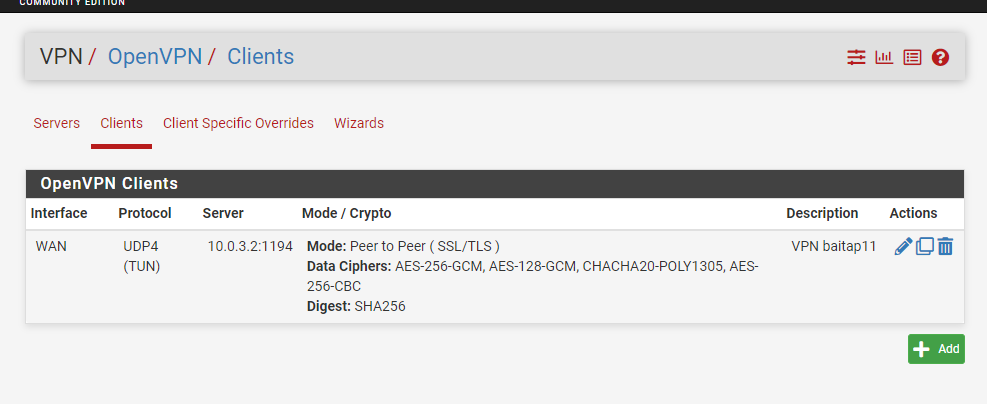 COMMUNITY EDITION
VPN / OpenVPN / Clients
Servers Clients Client Specific Overrides Wizards
OpenVPN Clients
Interface Protocol Server Mode / Crypto Description Actions
WAN UDP4 (TUN) 10.0.3.2:1194 Mode: Peer to Peer ( SSL/TLS ) VPN baitap11
Data Ciphers: AES-256-GCM, AES-128-GCM, CHACHA20-POLY1305, AES-
256-CBC
Digest: SHA256
Add